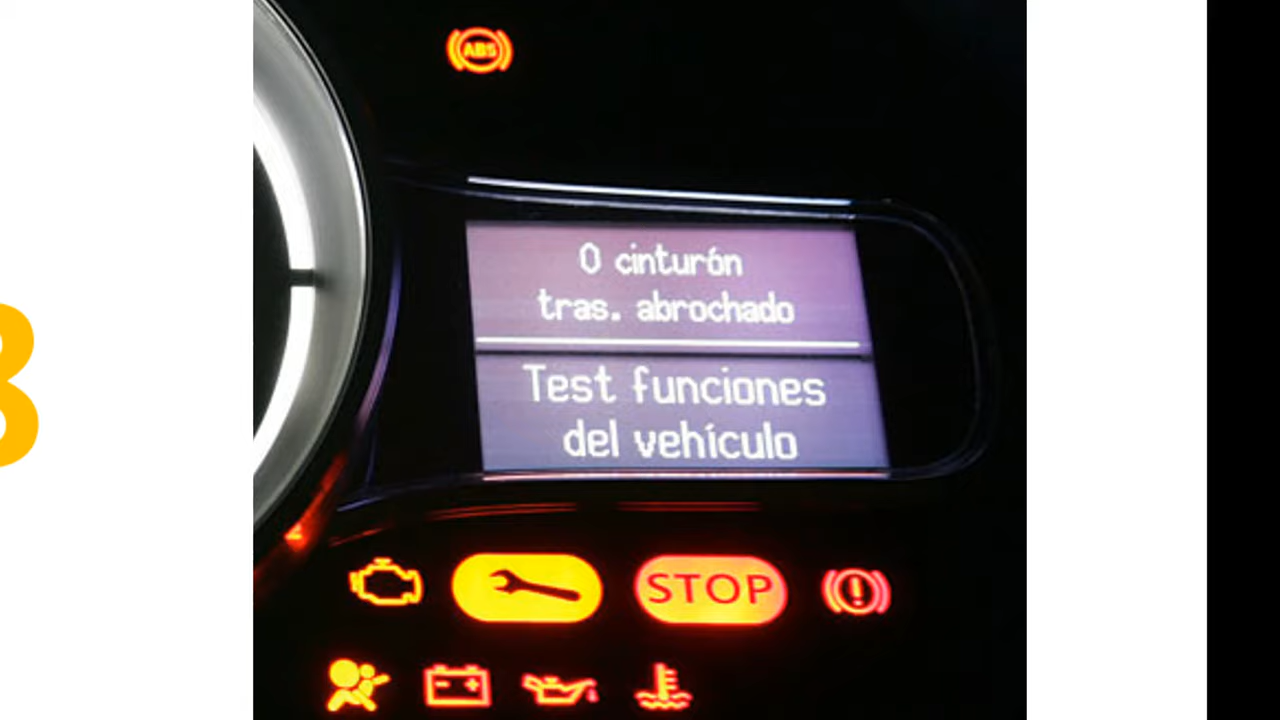 ABS
0 cinturón
tras. abrochado
Test funciones
del vehículo
STOP